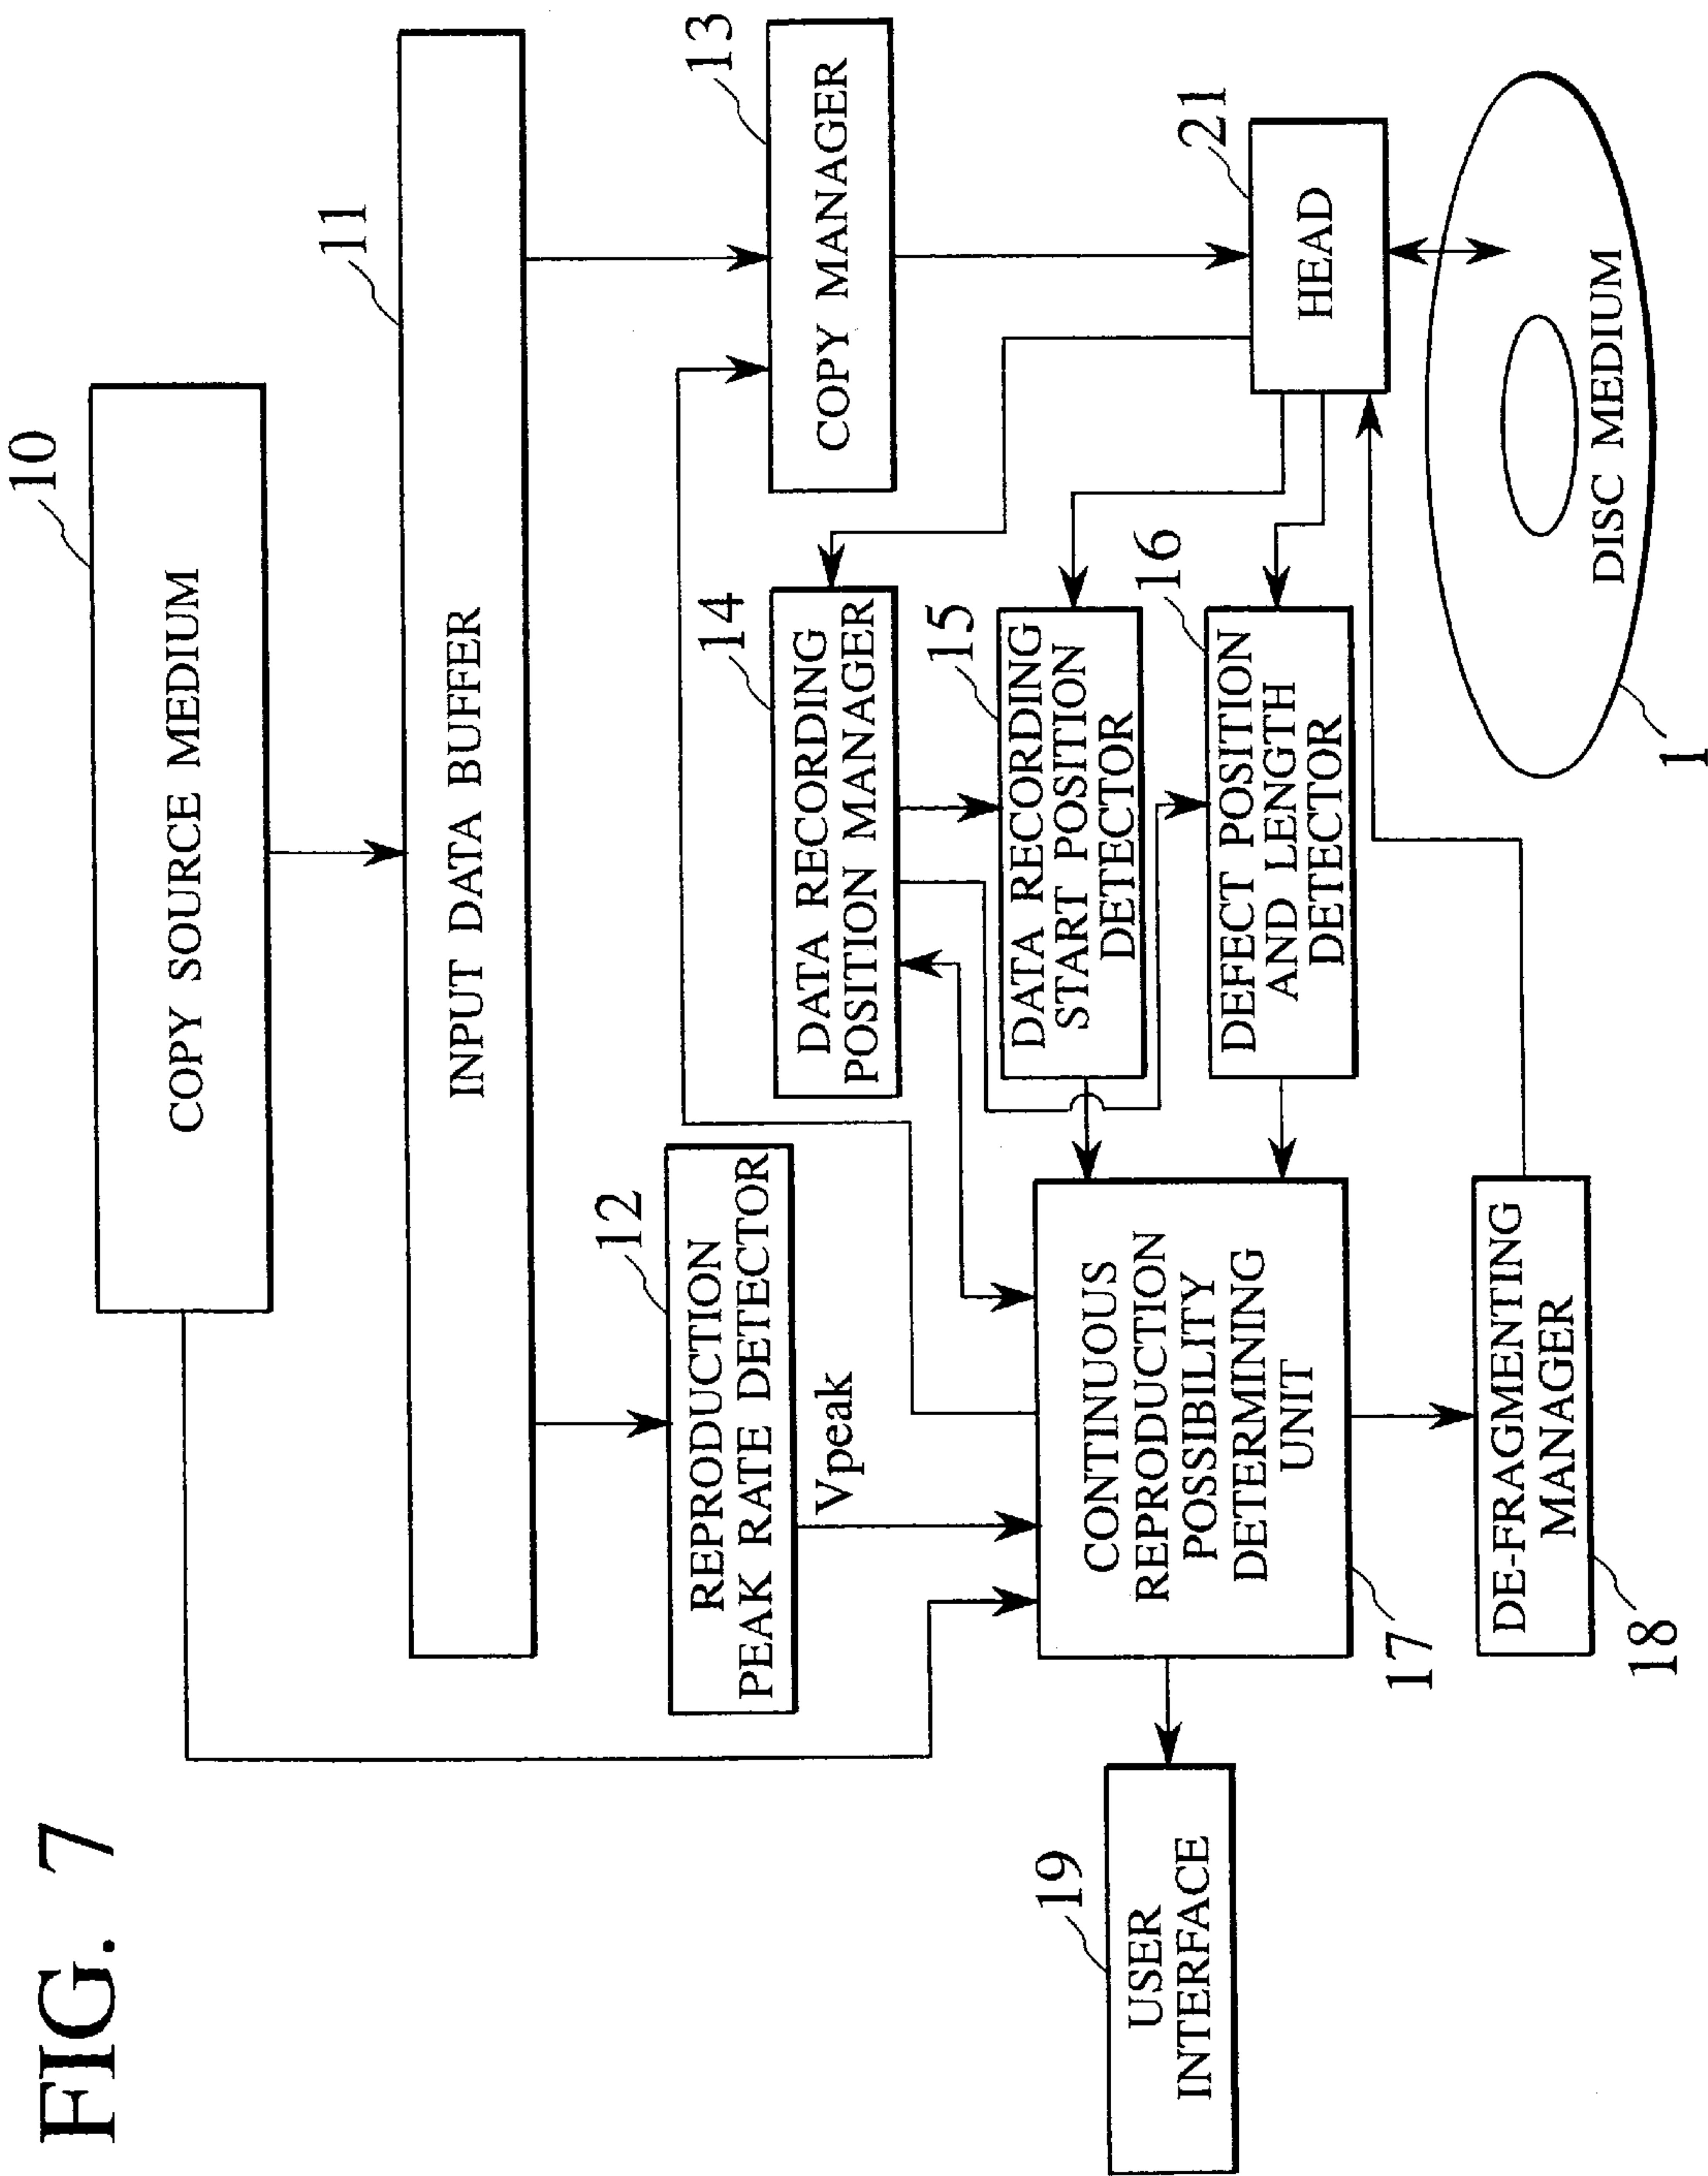 FIG. 7
10
COPY SOURCE MEDIUM
11
INPUT DATA BUFFER
12
REPRODUCTION
PEAK RATE DETECTOR
Vpeak
13
COPY MANAGER
14
DATA RECORDING
POSITION MANAGER
15
DATA RECORDING
START POSITION
DETECTOR
16
DEFECT POSITION
AND LENGTH
DETECTOR
21
HEAD
19
USER
INTERFACE
CONTINUOUS
REPRODUCTION
POSSIBILITY
DETERMINING
UNIT
17
DE-FRAGMENTING
MANAGER
18
DISC MEDIUM
1